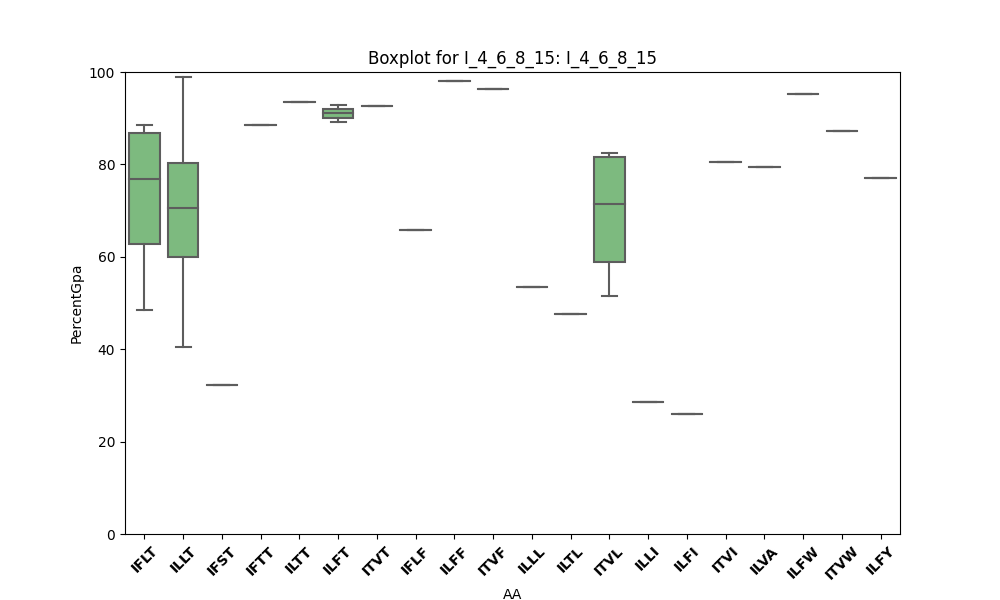 Boxplot for I_4_6_8_15: I_4_6_8_15
100
80
60
40
20
0
PercentGpa
IFLT ILLT IFST IFTT ILTT ILFT ITVT IFLF ILFF ITVF ILLL ILTL ITVL ILLI ILFI ITVI ILVA ILFW ITVW ILFY
AA